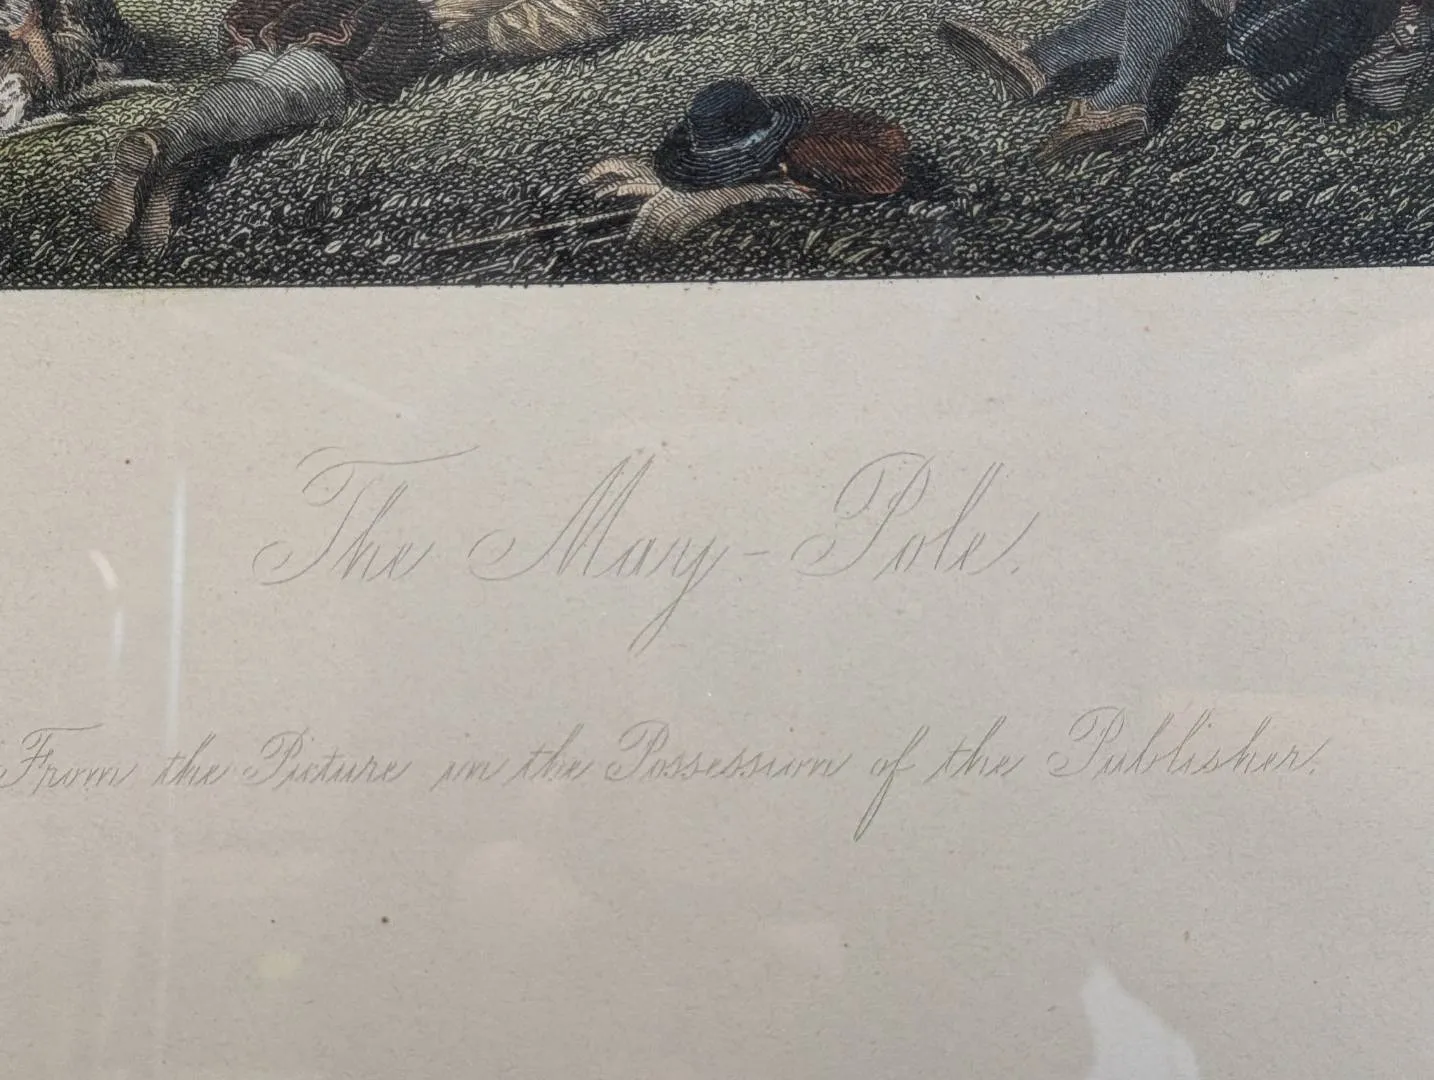 The May-Pole.
From the Picture in the Possession of the Publisher.